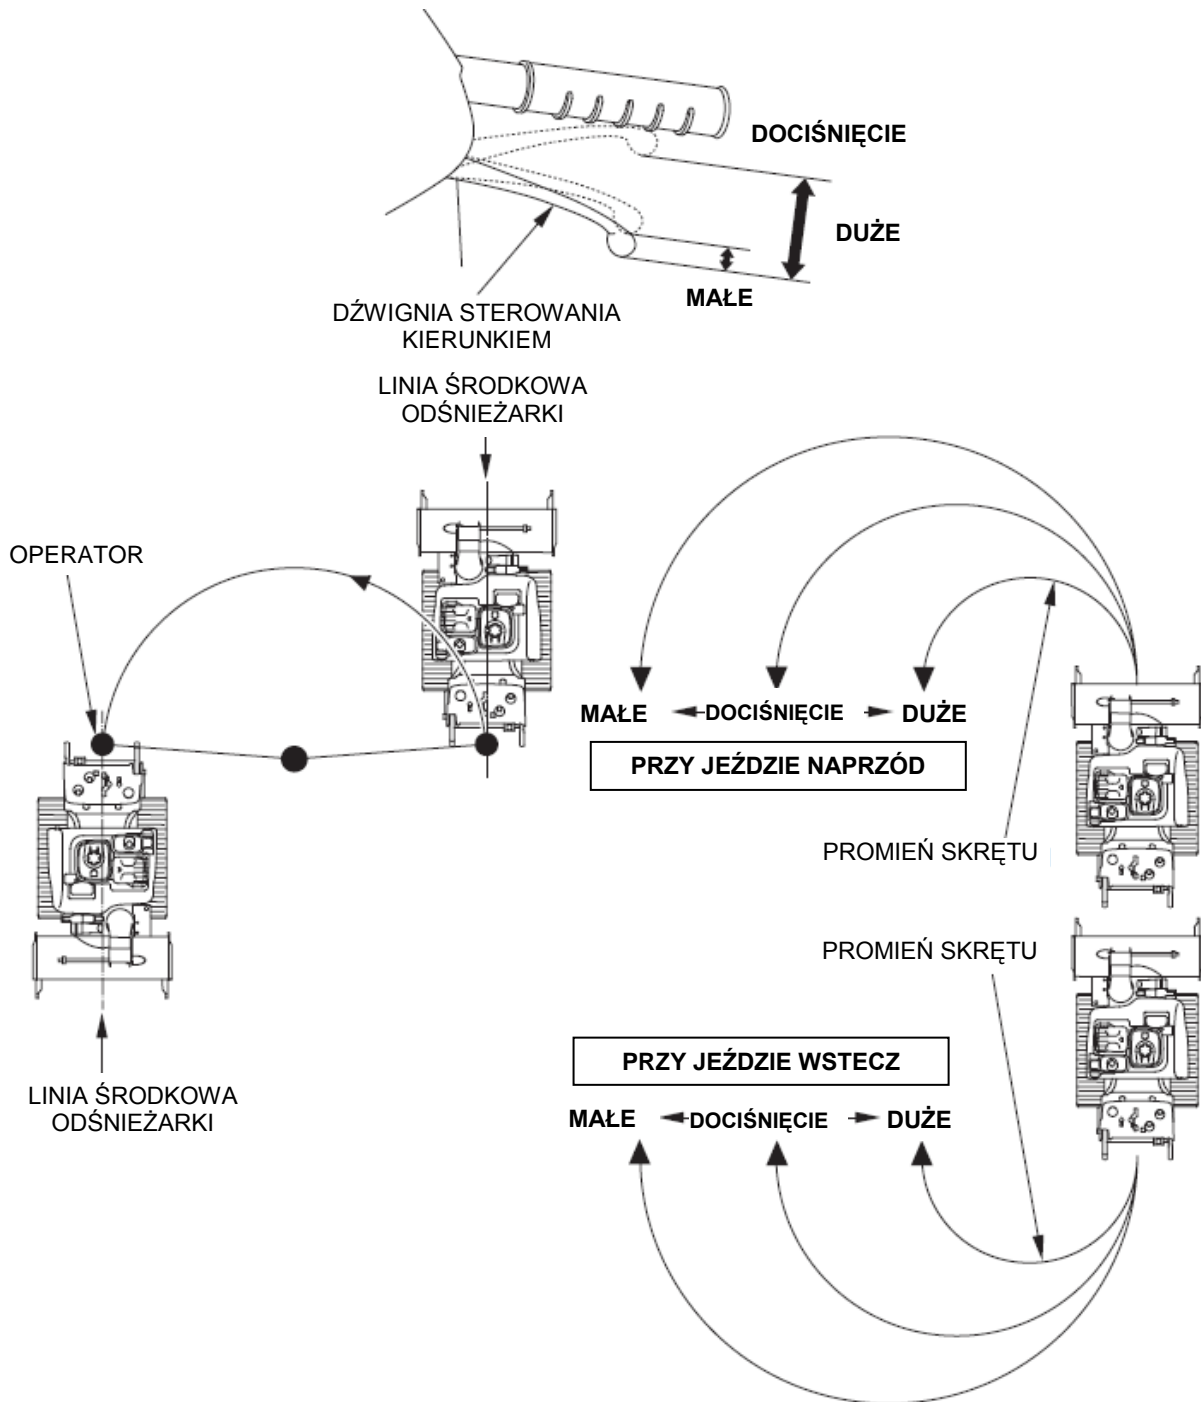 DOCIŚNIĘCIE
DUŻE
MAŁE
DŹWIGNIA STEROWANIA
KIERUNKIEM
LINIA ŚRODKOWA
ODŚNIEŻARKI
OPERATOR
MAŁE DOCIŚNIĘCIE DUŻE
PRZY JEŹDZIE NAPRZÓD
PROMIEŃ SKRĘTU
PROMIEŃ SKRĘTU
PRZY JEŹDZIE WSTECZ
LINIA ŚRODKOWA
ODŚNIEŻARKI
MAŁE DOCIŚNIĘCIE DUŻE